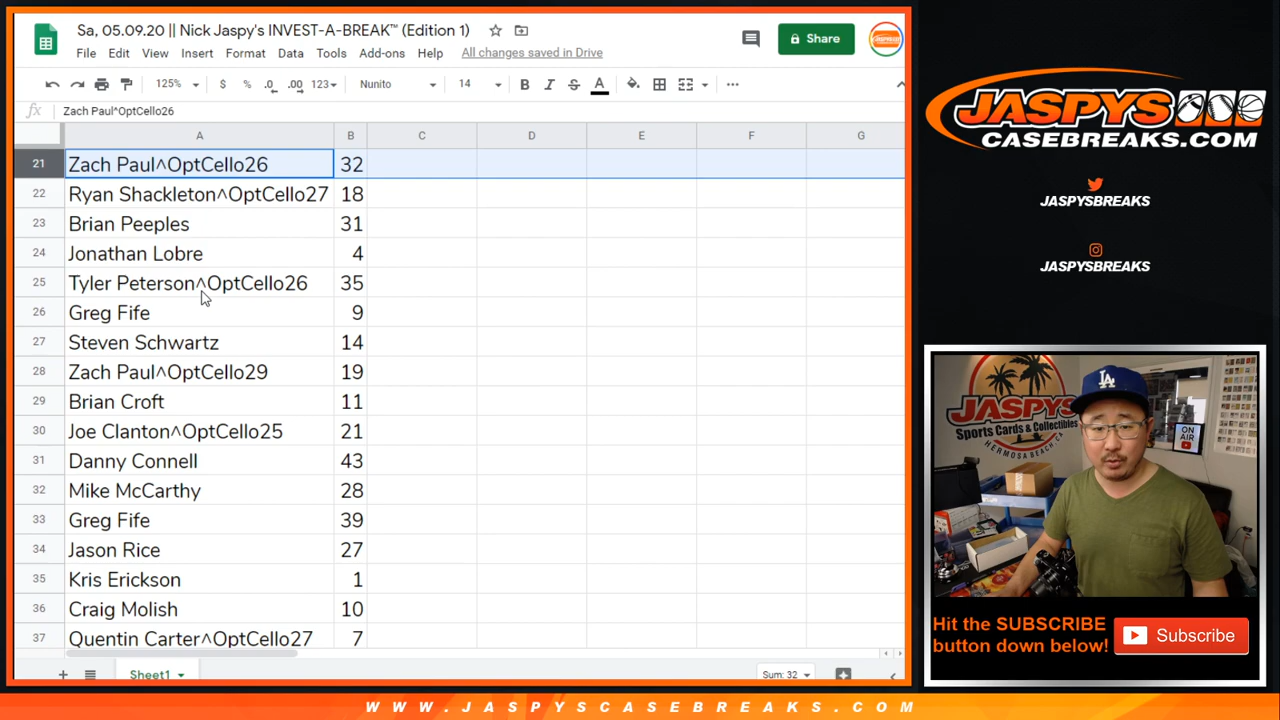 Sa, 05.09.20 || Nick Jaspy's INVEST-A-BREAK™ (Edition 1)
File Edit View Insert Format Data Tools Add-ons Help All changes saved in Drive
Share
125% $ % .0 .00 123 Nunito 14 B I S A
fx Zach Paul^OptCello26
A B C D E F G
21 Zach Paul^OptCello26 32
22 Ryan Shackleton^OptCello27 18
23 Brian Peeples 31
24 Jonathan Lobre 4
25 Tyler Peterson^OptCello26 35
26 Greg Fife 9
27 Steven Schwartz 14
28 Zach Paul^OptCello29 19
29 Brian Croft 11
30 Joe Clanton^OptCello25 21
31 Danny Connell 43
32 Mike McCarthy 28
33 Greg Fife 39
34 Jason Rice 27
35 Kris Erickson 1
36 Craig Molish 10
37 Quentin Carter^OptCello27 7
Sheet1
Sum: 32
JASPYS
CASEBREAKS.COM
JASPYSBREAKS
JASPYSBREAKS
JASPYS
Sports Cards & Collectibles
HERMOSA BEACH, CA
LA
ON AIR
Hit the SUBSCRIBE
button down below!
Subscribe
WWW.JASPYSCASEBREAKS.COM